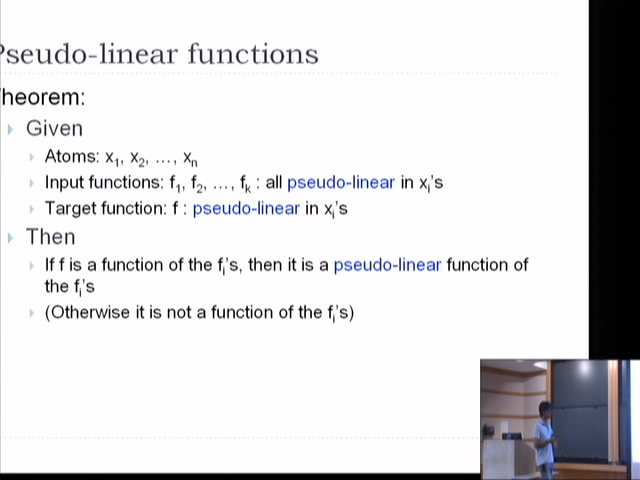 Pseudo-linear functions
heorem:
Given
Atoms: x1, x2, …, xn
Input functions: f1, f2, …, fk : all pseudo-linear in xi's
Target function: f : pseudo-linear in xi's
Then
If f is a function of the fi's, then it is a pseudo-linear function of
the fi's
(Otherwise it is not a function of the fi's)